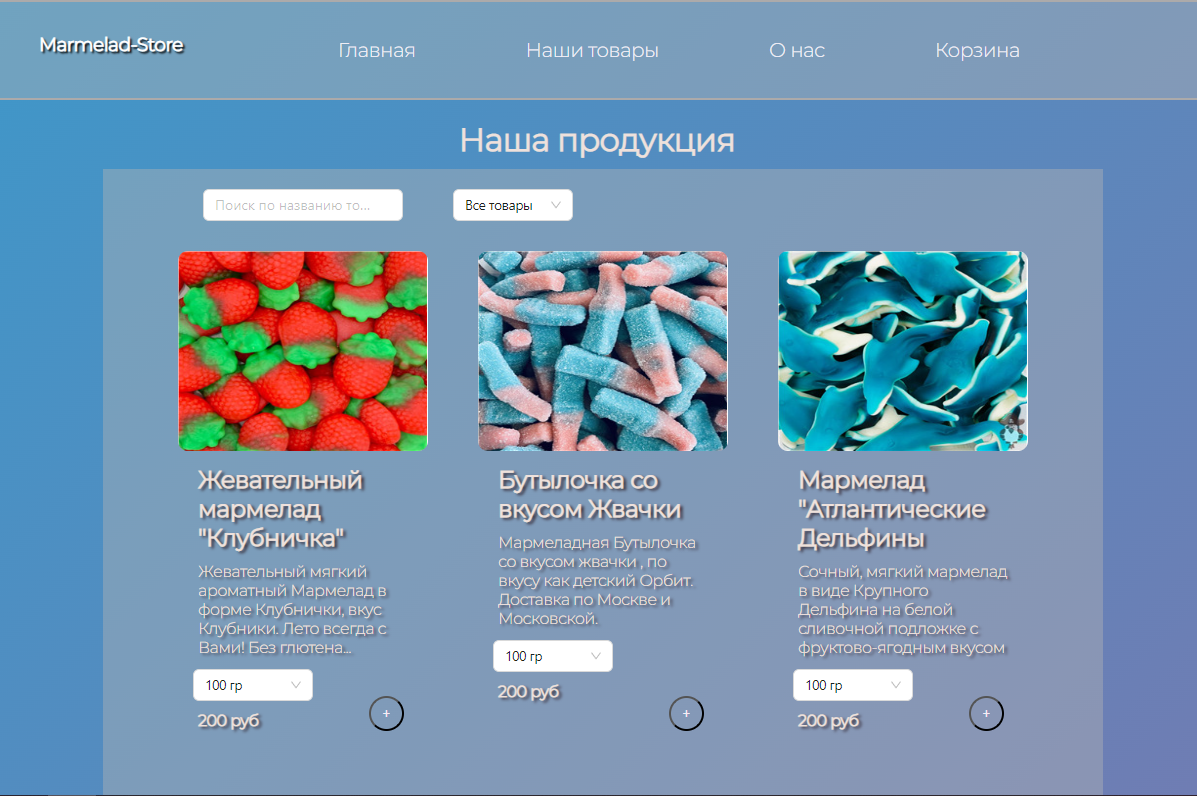 Marmelad-Store
Главная
Наши товары
О нас
Корзина
Наша продукция
Поиск по названию то...
Все товары
Жевательный
мармелад
"Клубничка"
Жевательный мягкий
ароматный Мармелад в
форме Клубнички, вкус
Клубники. Лето всегда с
Вами! Без глютена...
100 гр
200 руб
+
Бутылочка со
вкусом Жвачки
Мармеладная Бутылочка
со вкусом жвачки , по
вкусу как детский Орбит.
Доставка по Москве и
Московской.
100 гр
200 руб
+
Мармелад
"Атлантические
Дельфины
Сочный, мягкий мармелад
в виде Крупного
Дельфина на белой
сливочной подложке с
фруктово-ягодным вкусом
100 гр
200 руб
+